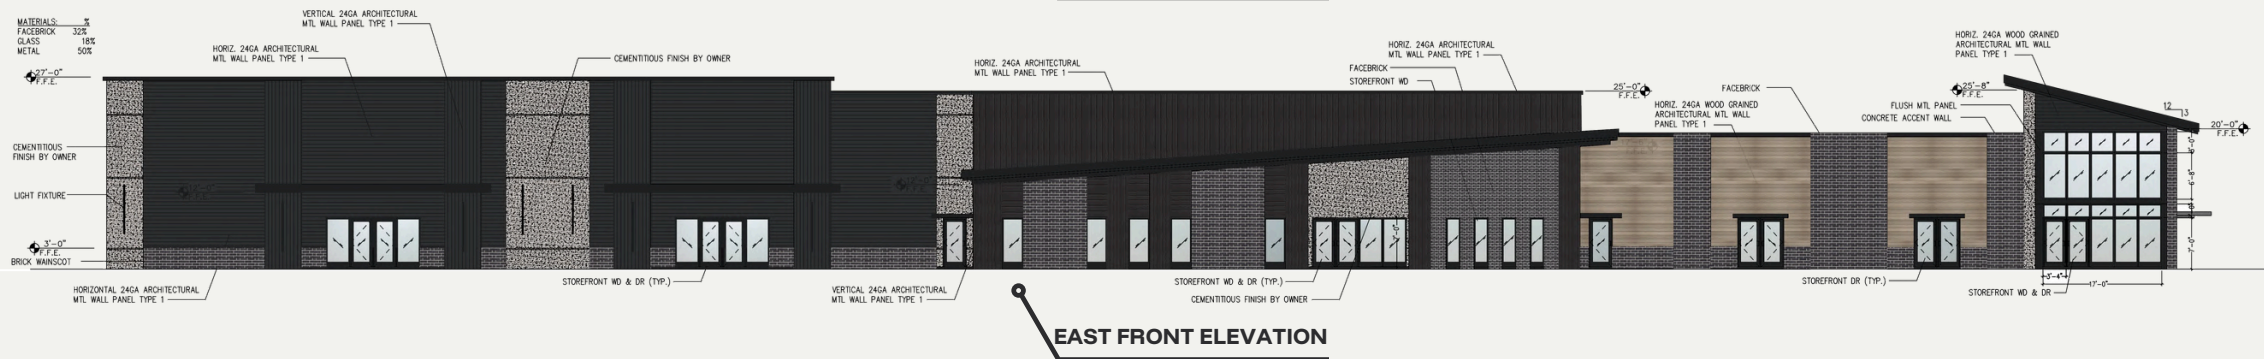 MATERIALS: %
FACEBRICK 32%
GLASS 18%
METAL 50%
VERTICAL 24GA ARCHITECTURAL
MTL WALL PANEL TYPE 1
HORIZ. 24GA ARCHITECTURAL
MTL WALL PANEL TYPE 1
CEMENTITIOUS FINISH BY OWNER
HORIZ. 24GA ARCHITECTURAL
MTL WALL PANEL TYPE 1
HORIZ. 24GA ARCHITECTURAL
MTL WALL PANEL TYPE 1
FACEBRICK
STOREFRONT WD
25'-0"
F.F.E.
HORIZ. 24GA WOOD GRAINED
ARCHITECTURAL MTL WALL
PANEL TYPE 1
FACEBRICK
HORIZ. 24GA WOOD GRAINED
ARCHITECTURAL MTL WALL
PANEL TYPE 1
25'-8"
F.F.E.
FLUSH MTL PANEL
CONCRETE ACCENT WALL
12
3
20'-0"
F.F.E.
27'-0"
F.F.E.
CEMENTITIOUS
FINISH BY OWNER
LIGHT FIXTURE
3'-0"
F.F.E.
BRICK WAINSCOT
6'-8"
7'-0"
3'-4"
17'-0"
HORIZONTAL 24GA ARCHITECTURAL
MTL WALL PANEL TYPE 1
STOREFRONT WD & DR (TYP.)
VERTICAL 24GA ARCHITECTURAL
MTL WALL PANEL TYPE 1
STOREFRONT WD & DR (TYP.)
CEMENTITIOUS FINISH BY OWNER
STOREFRONT DR (TYP.)
STOREFRONT WD & DR
EAST FRONT ELEVATION